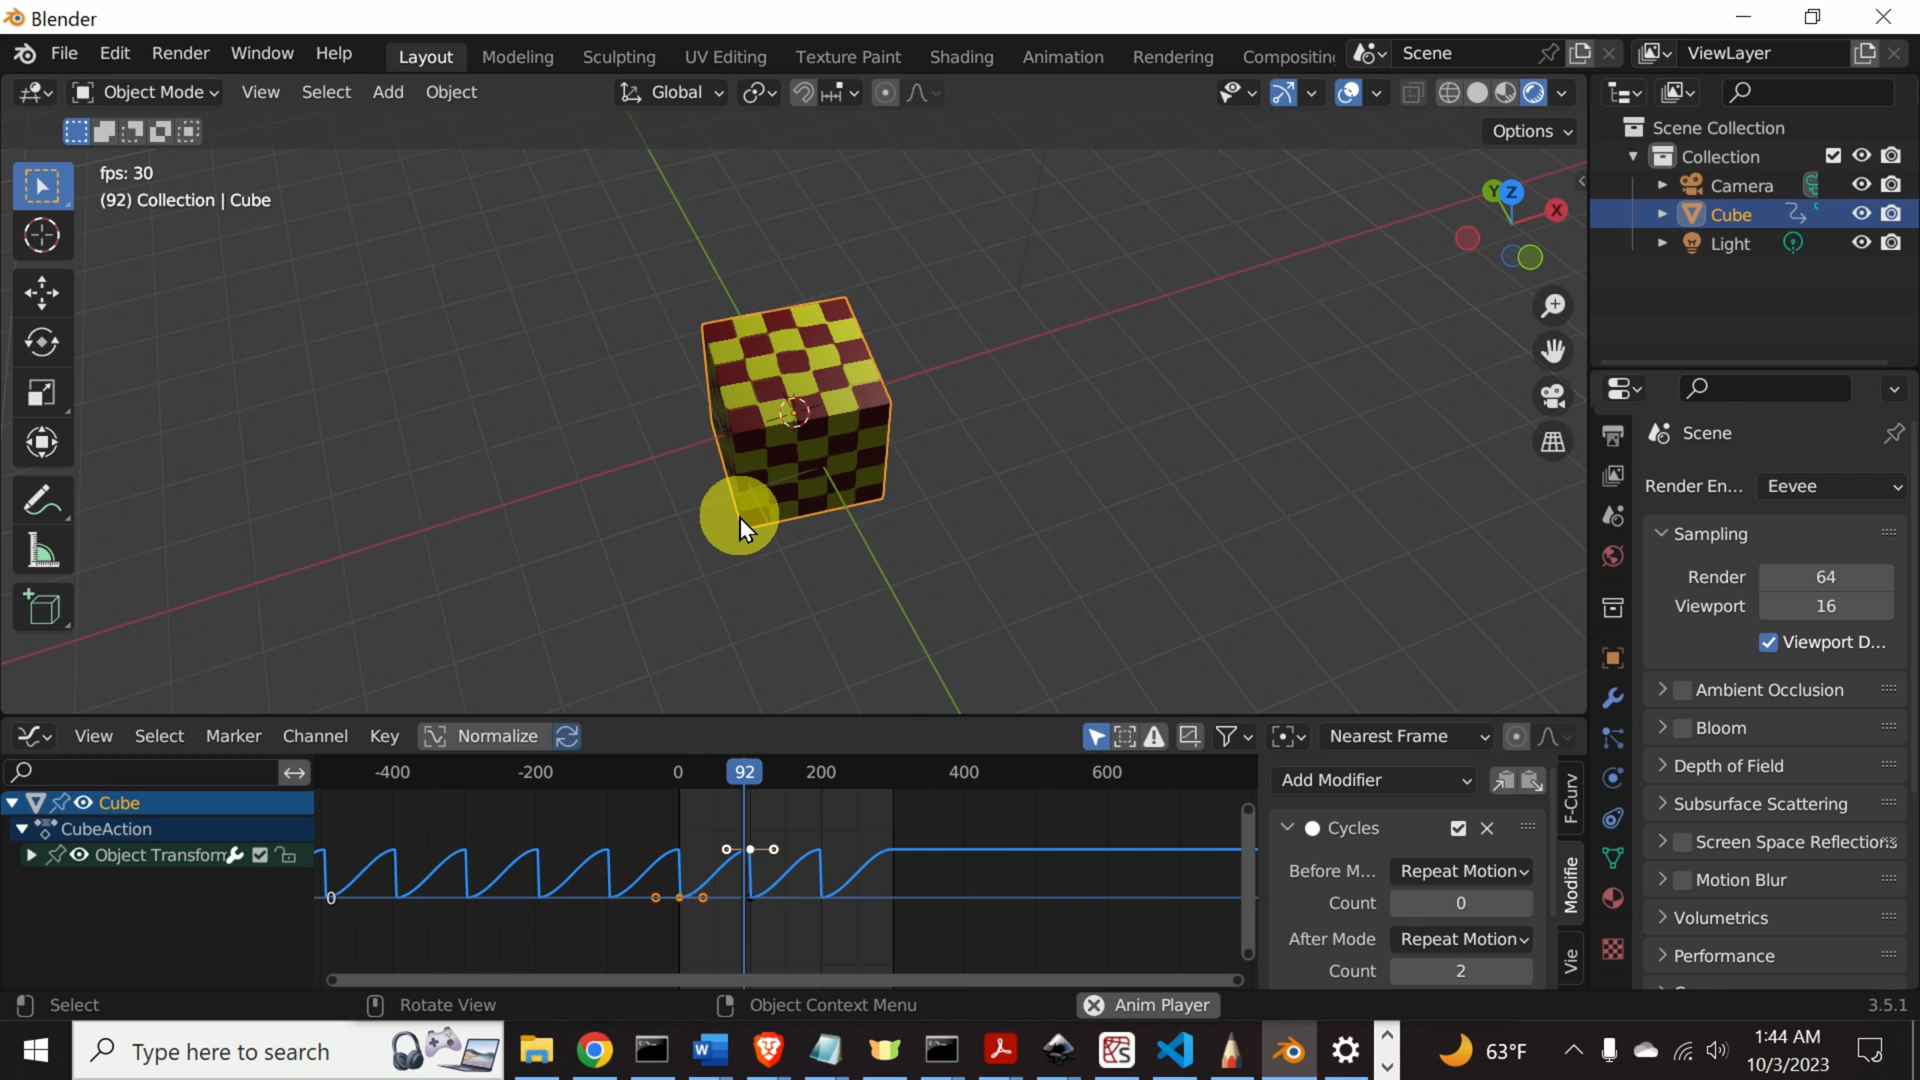 Blender
File Edit Render Window Help Layout Modeling Sculpting UV Editing Texture Paint Shading Animation Rendering Compositing Scene ViewLayer
Object Mode View Select Add Object Global
Options
fps: 30
(92) Collection | Cube
Y Z X
Scene Collection
Collection
Camera
Cube
Light
Scene
Render En... Eevee
Sampling
Render 64
Viewport 16
Viewport D...
Ambient Occlusion
Bloom
Depth of Field
Subsurface Scattering
Screen Space Reflections
Motion Blur
Volumetrics
Performance
View Select Marker Channel Key Normalize Nearest Frame
-400 -200 0 92 200 400 600
Cube
CubeAction
Object Transform
0
Add Modifier
Cycles
Before M... Repeat Motion
Count 0
After Mode Repeat Motion
Count 2
F-Curv
Modifie
Vie
Select Rotate View Object Context Menu Anim Player 3.5.1
Type here to search
63°F
1:44 AM
10/3/2023